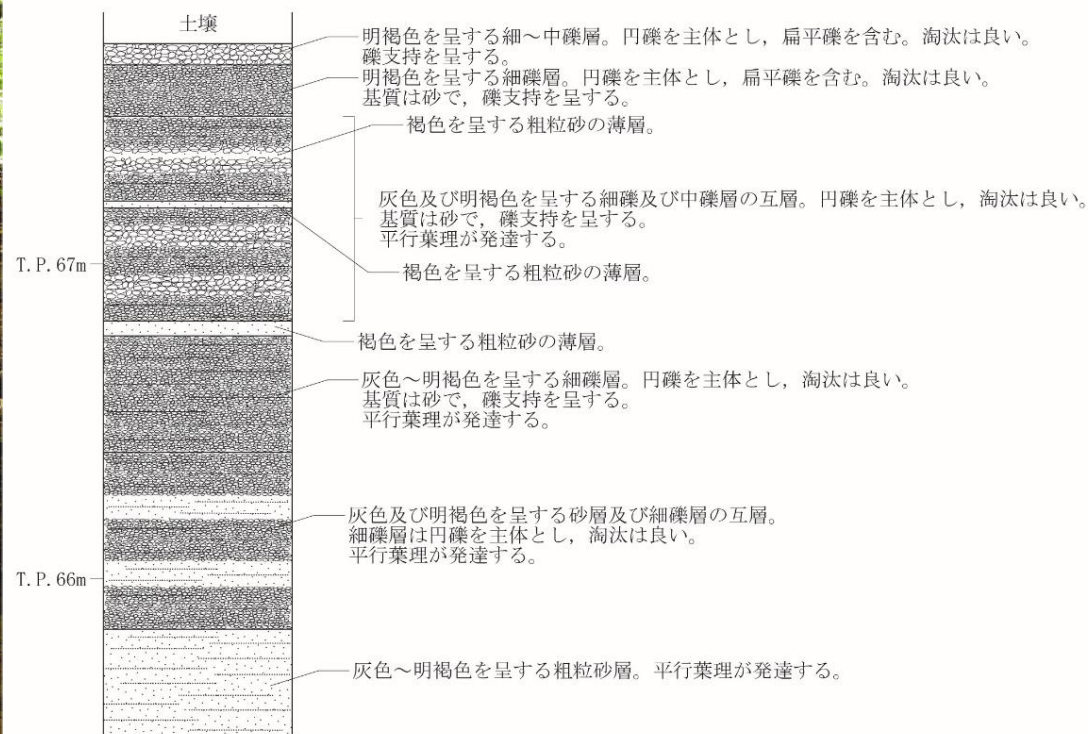 土壌
明褐色を呈する細～中礫層。円礫を主体とし，扁平礫を含む。淘汰は良い。
礫支持を呈する。
明褐色を呈する細礫層。円礫を主体とし，扁平礫を含む。淘汰は良い。
基質は砂で，礫支持を呈する。
褐色を呈する粗粒砂の薄層。
灰色及び明褐色を呈する細礫及び中礫層の互層。円礫を主体とし，淘汰は良い。
基質は砂で，礫支持を呈する。
平行葉理が発達する。
T.P.67m
褐色を呈する粗粒砂の薄層。
褐色を呈する粗粒砂の薄層。
灰色～明褐色を呈する細礫層。円礫を主体とし，淘汰は良い。
基質は砂で，礫支持を呈する。
平行葉理が発達する。
灰色及び明褐色を呈する砂層及び細礫層の互層。
細礫層は円礫を主体とし，淘汰は良い。
平行葉理が発達する。
T.P.66m
灰色～明褐色を呈する粗粒砂層。平行葉理が発達する。